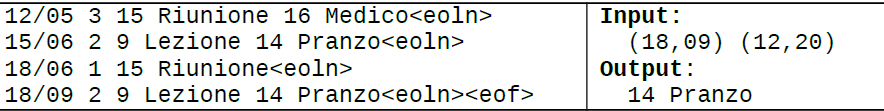 12/05 3 15 Riunione 16 Medico<eoln>
15/06 2 9 Lezione 14 Pranzo<eoln>
18/06 1 15 Riunione<eoln>
18/09 2 9 Lezione 14 Pranzo<eoln><eof>
Input:
(18,09) (12,20)
Output:
14 Pranzo